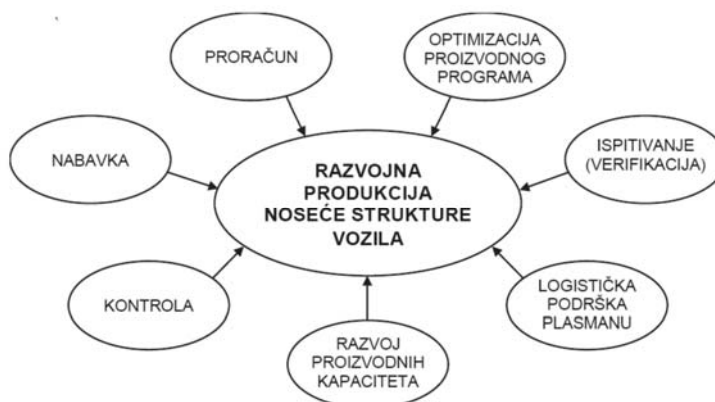 PRORAČUN
OPTIMIZACIJA
PROIZVODNOG
PROGRAMA
NABAVKA
ISPITIVANJE
(VERIFIKACIJA)
RAZVOJNA
PRODUKCIJA
NOSEĆE STRUKTURE
VOZILA
KONTROLA
LOGISTIČKA
PODRŠKA
PLASMANU
RAZVOJ
PROIZVODNIH
KAPACITETA